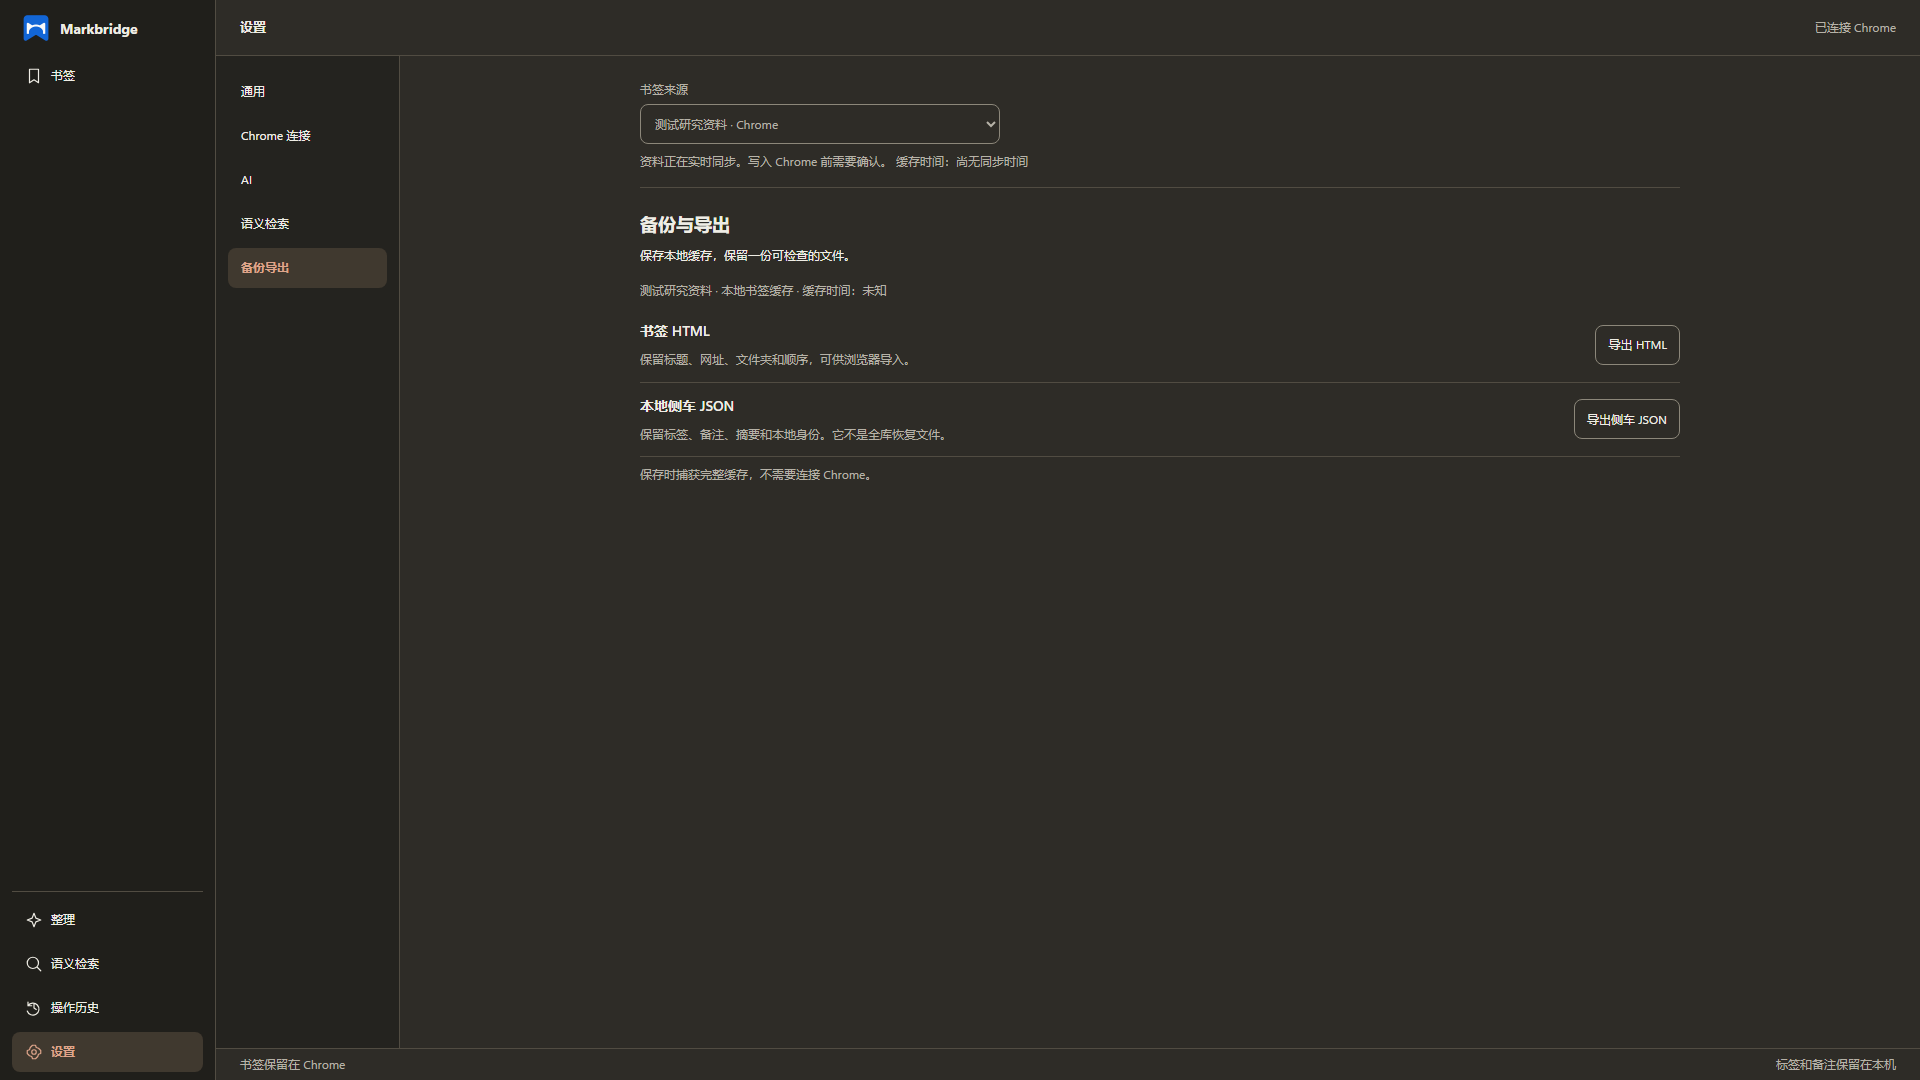 Markbridge
书签
整理
语义检索
操作历史
设置
设置
已连接 Chrome
通用
Chrome 连接
AI
语义检索
备份导出
书签来源
测试研究资料 · Chrome
资料正在实时同步。写入 Chrome 前需要确认。 缓存时间：尚无同步时间
备份与导出
保存本地缓存，保留一份可检查的文件。
测试研究资料 · 本地书签缓存 · 缓存时间：未知
书签 HTML
保留标题、网址、文件夹和顺序，可供浏览器导入。
导出 HTML
本地侧车 JSON
保留标签、备注、摘要和本地身份。它不是全库恢复文件。
导出侧车 JSON
保存时捕获完整缓存，不需要连接 Chrome。
书签保留在 Chrome
标签和备注保留在本机